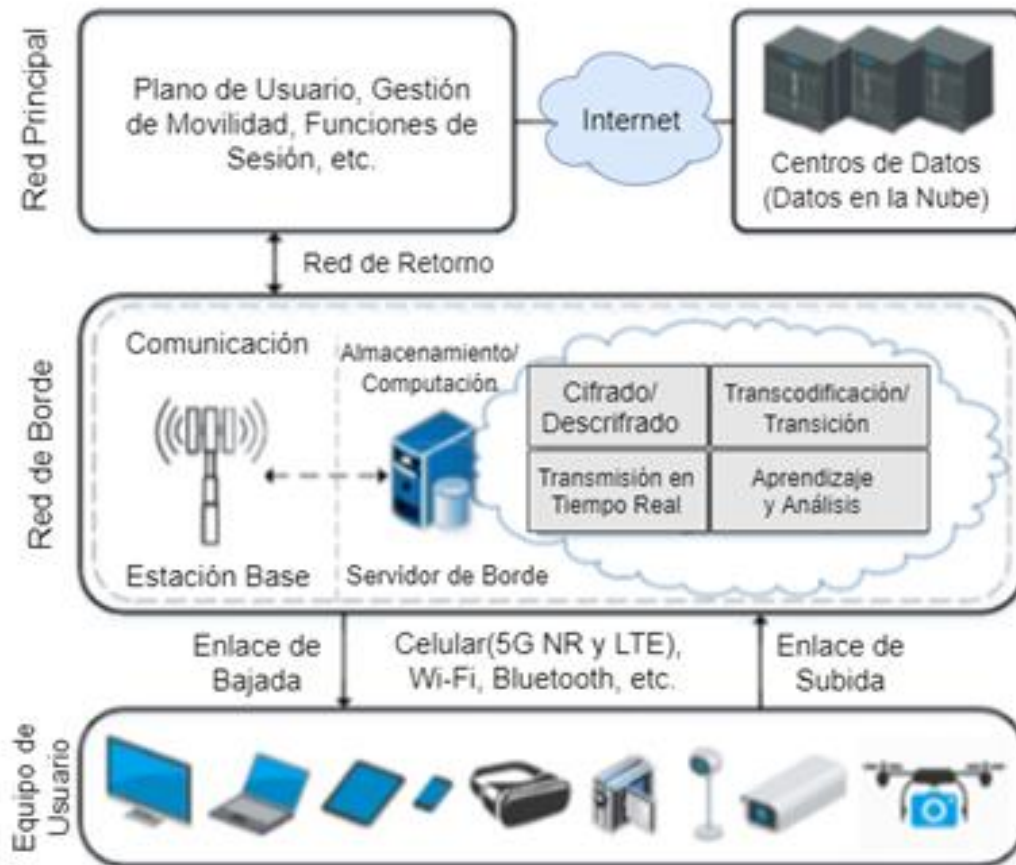 Red Principal
Plano de Usuario, Gestión
de Movilidad, Funciones de
Sesión, etc.
Internet
Centros de Datos
(Datos en la Nube)
Red de Retorno
Red de Borde
Comunicación
Estación Base
Almacenamiento/
Computación
Servidor de Borde
Cifrado/
Descrifrado
Transcodificación/
Transición
Transmisión en
Tiempo Real
Aprendizaje
y Análisis
Enlace de
Bajada
Celular(5G NR y LTE),
Wi-Fi, Bluetooth, etc.
Enlace de
Subida
Equipo de
Usuario